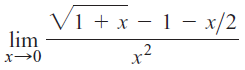 lim x→0 (√(1 + x) − 1 − x/2) / x²